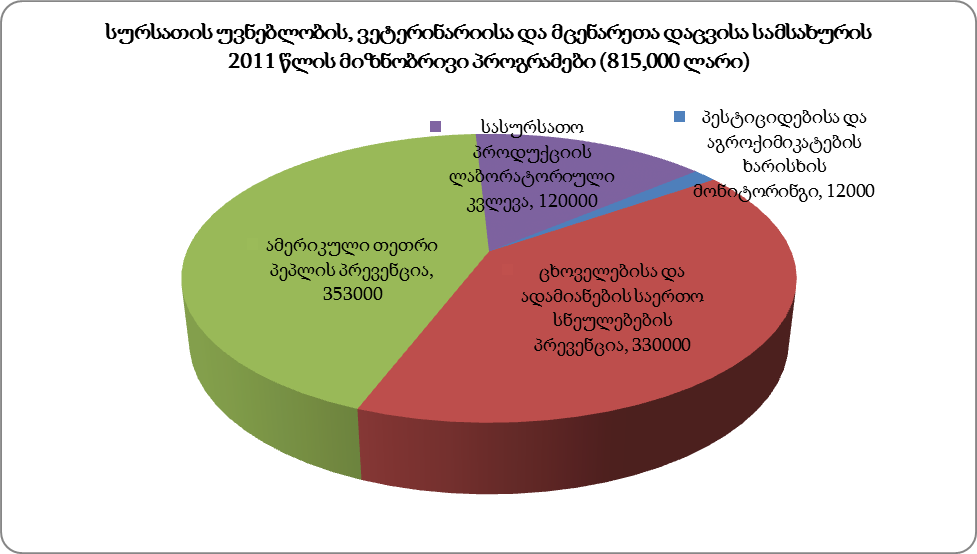 სურსათის უვნებლობის, ვეტერინარიისა და მცენარეთა დაცვისა სამსახურის
2011 წლის მიზნობრივი პროგრამები (815,000 ლარი)
სასურსათო
პროდუქციის
ლაბორატორიული
კვლევა, 120000
პესტიციდებისა და
აგროქიმიკატების
ხარისხის
მონიტორინგი, 12000
ამერიკული თეთრი
პეპლის პრევენცია,
353000
ცხოველებისა და
ადამიანების საერთო
სნეულებების
პრევენცია, 330000